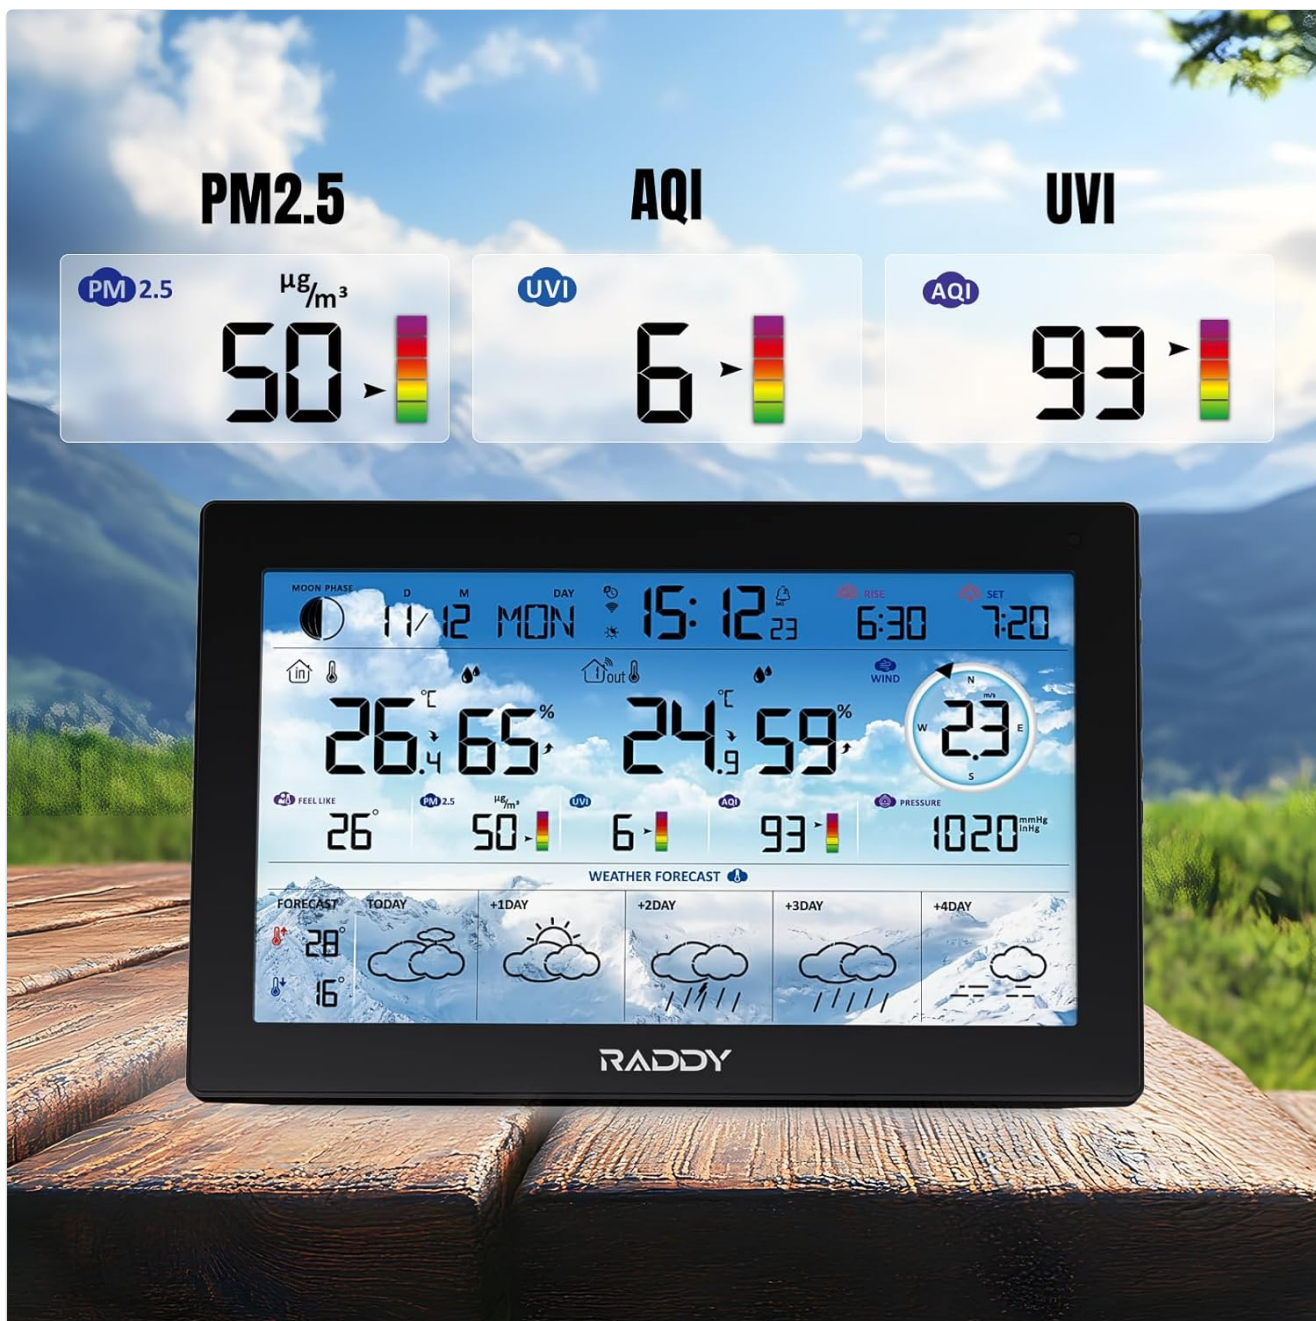 PM2.5 AQI UVI
PM 2.5 µg/m³ UVI AQI
50 6 93
MOON PHASE D M DAY RISE SET
11/12 MON 15:12 23 6:30 7:20
in out WIND N
26.4 °C 65 % 24.9 °C 59 % W m/s 2.3 E
S
FEEL LIKE PM 2.5 µg/m³ UVI AQI PRESSURE
26° 50 6 93 1020 mmHg inHg
WEATHER FORECAST
FORECAST TODAY +1DAY +2DAY +3DAY +4DAY
28°
16°
RADDY